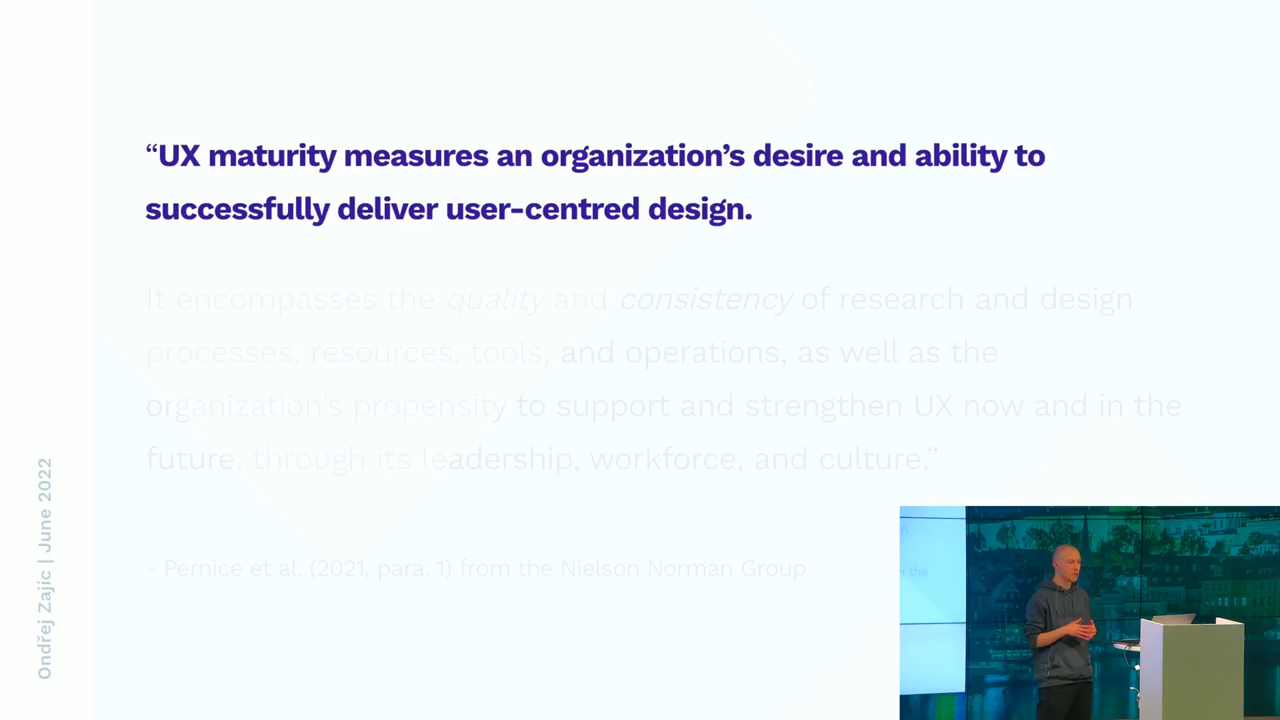 “UX maturity measures an organization’s desire and ability to
successfully deliver user-centred design.
It encompasses the quality and consistency of research and design
processes, resources, tools, and operations, as well as the
organization’s propensity to support and strengthen UX now and in the
future, through its leadership, workforce, and culture.”
- Pernice et al. (2021, para. 1) from the Nielson Norman Group
Ondřej Zajíc | June 2022